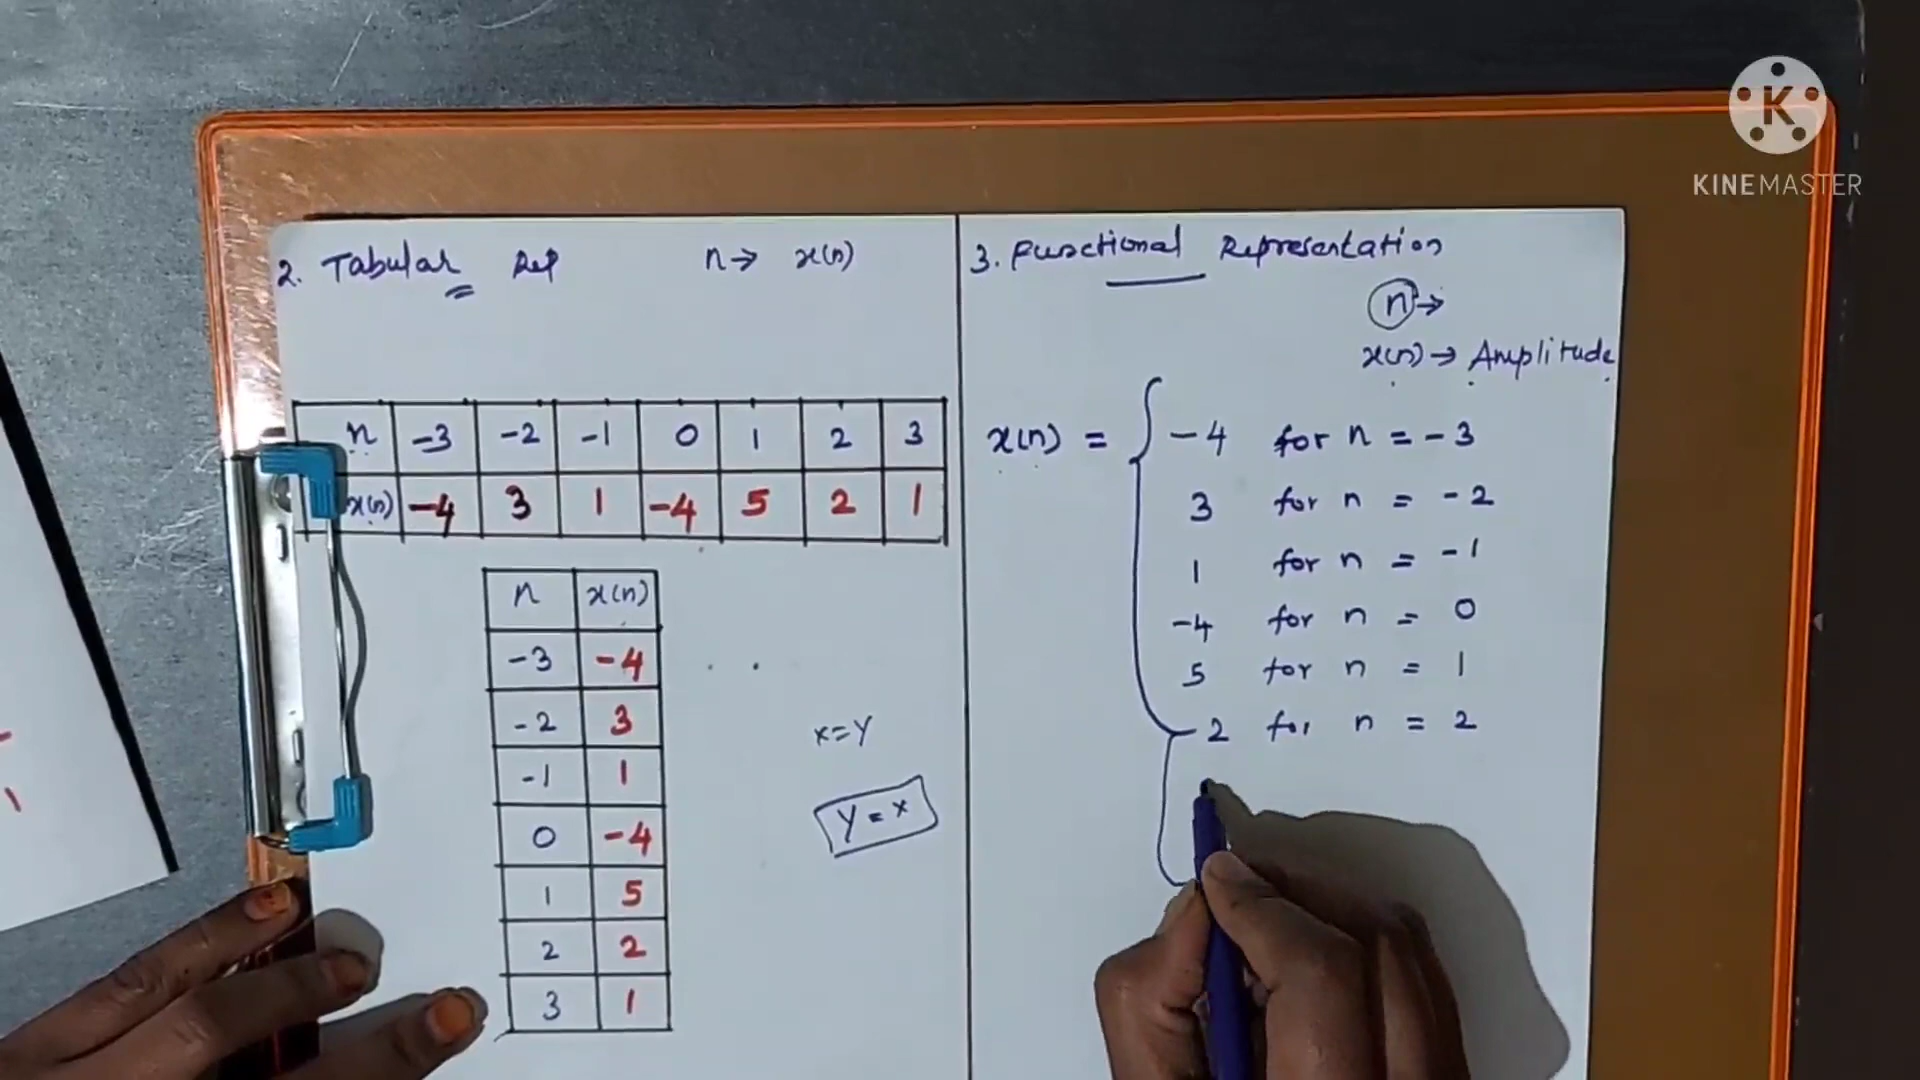 KINEMASTER
2. Tabular Rep n → x(n)
n -3 -2 -1 0 1 2 3
x(n) -4 3 1 -4 5 2 1
n x(n)
-3 -4
-2 3
-1 1
0 -4
1 5
2 2
3 1
x=y
y=x
3. Functional Representation
n →
x(n) → Amplitude
x(n) = { -4 for n = -3
3 for n = -2
1 for n = -1
-4 for n = 0
5 for n = 1
2 for n = 2